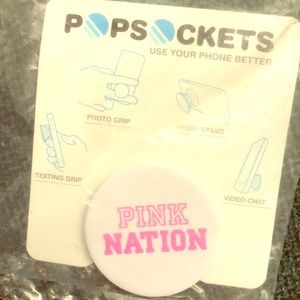 POPSOCKETS
USE YOUR PHONE BETTER
PHOTO GRIP
MEDIA STAND
TEXTING GRIP
VIDEO CHAT
PINK
NATION